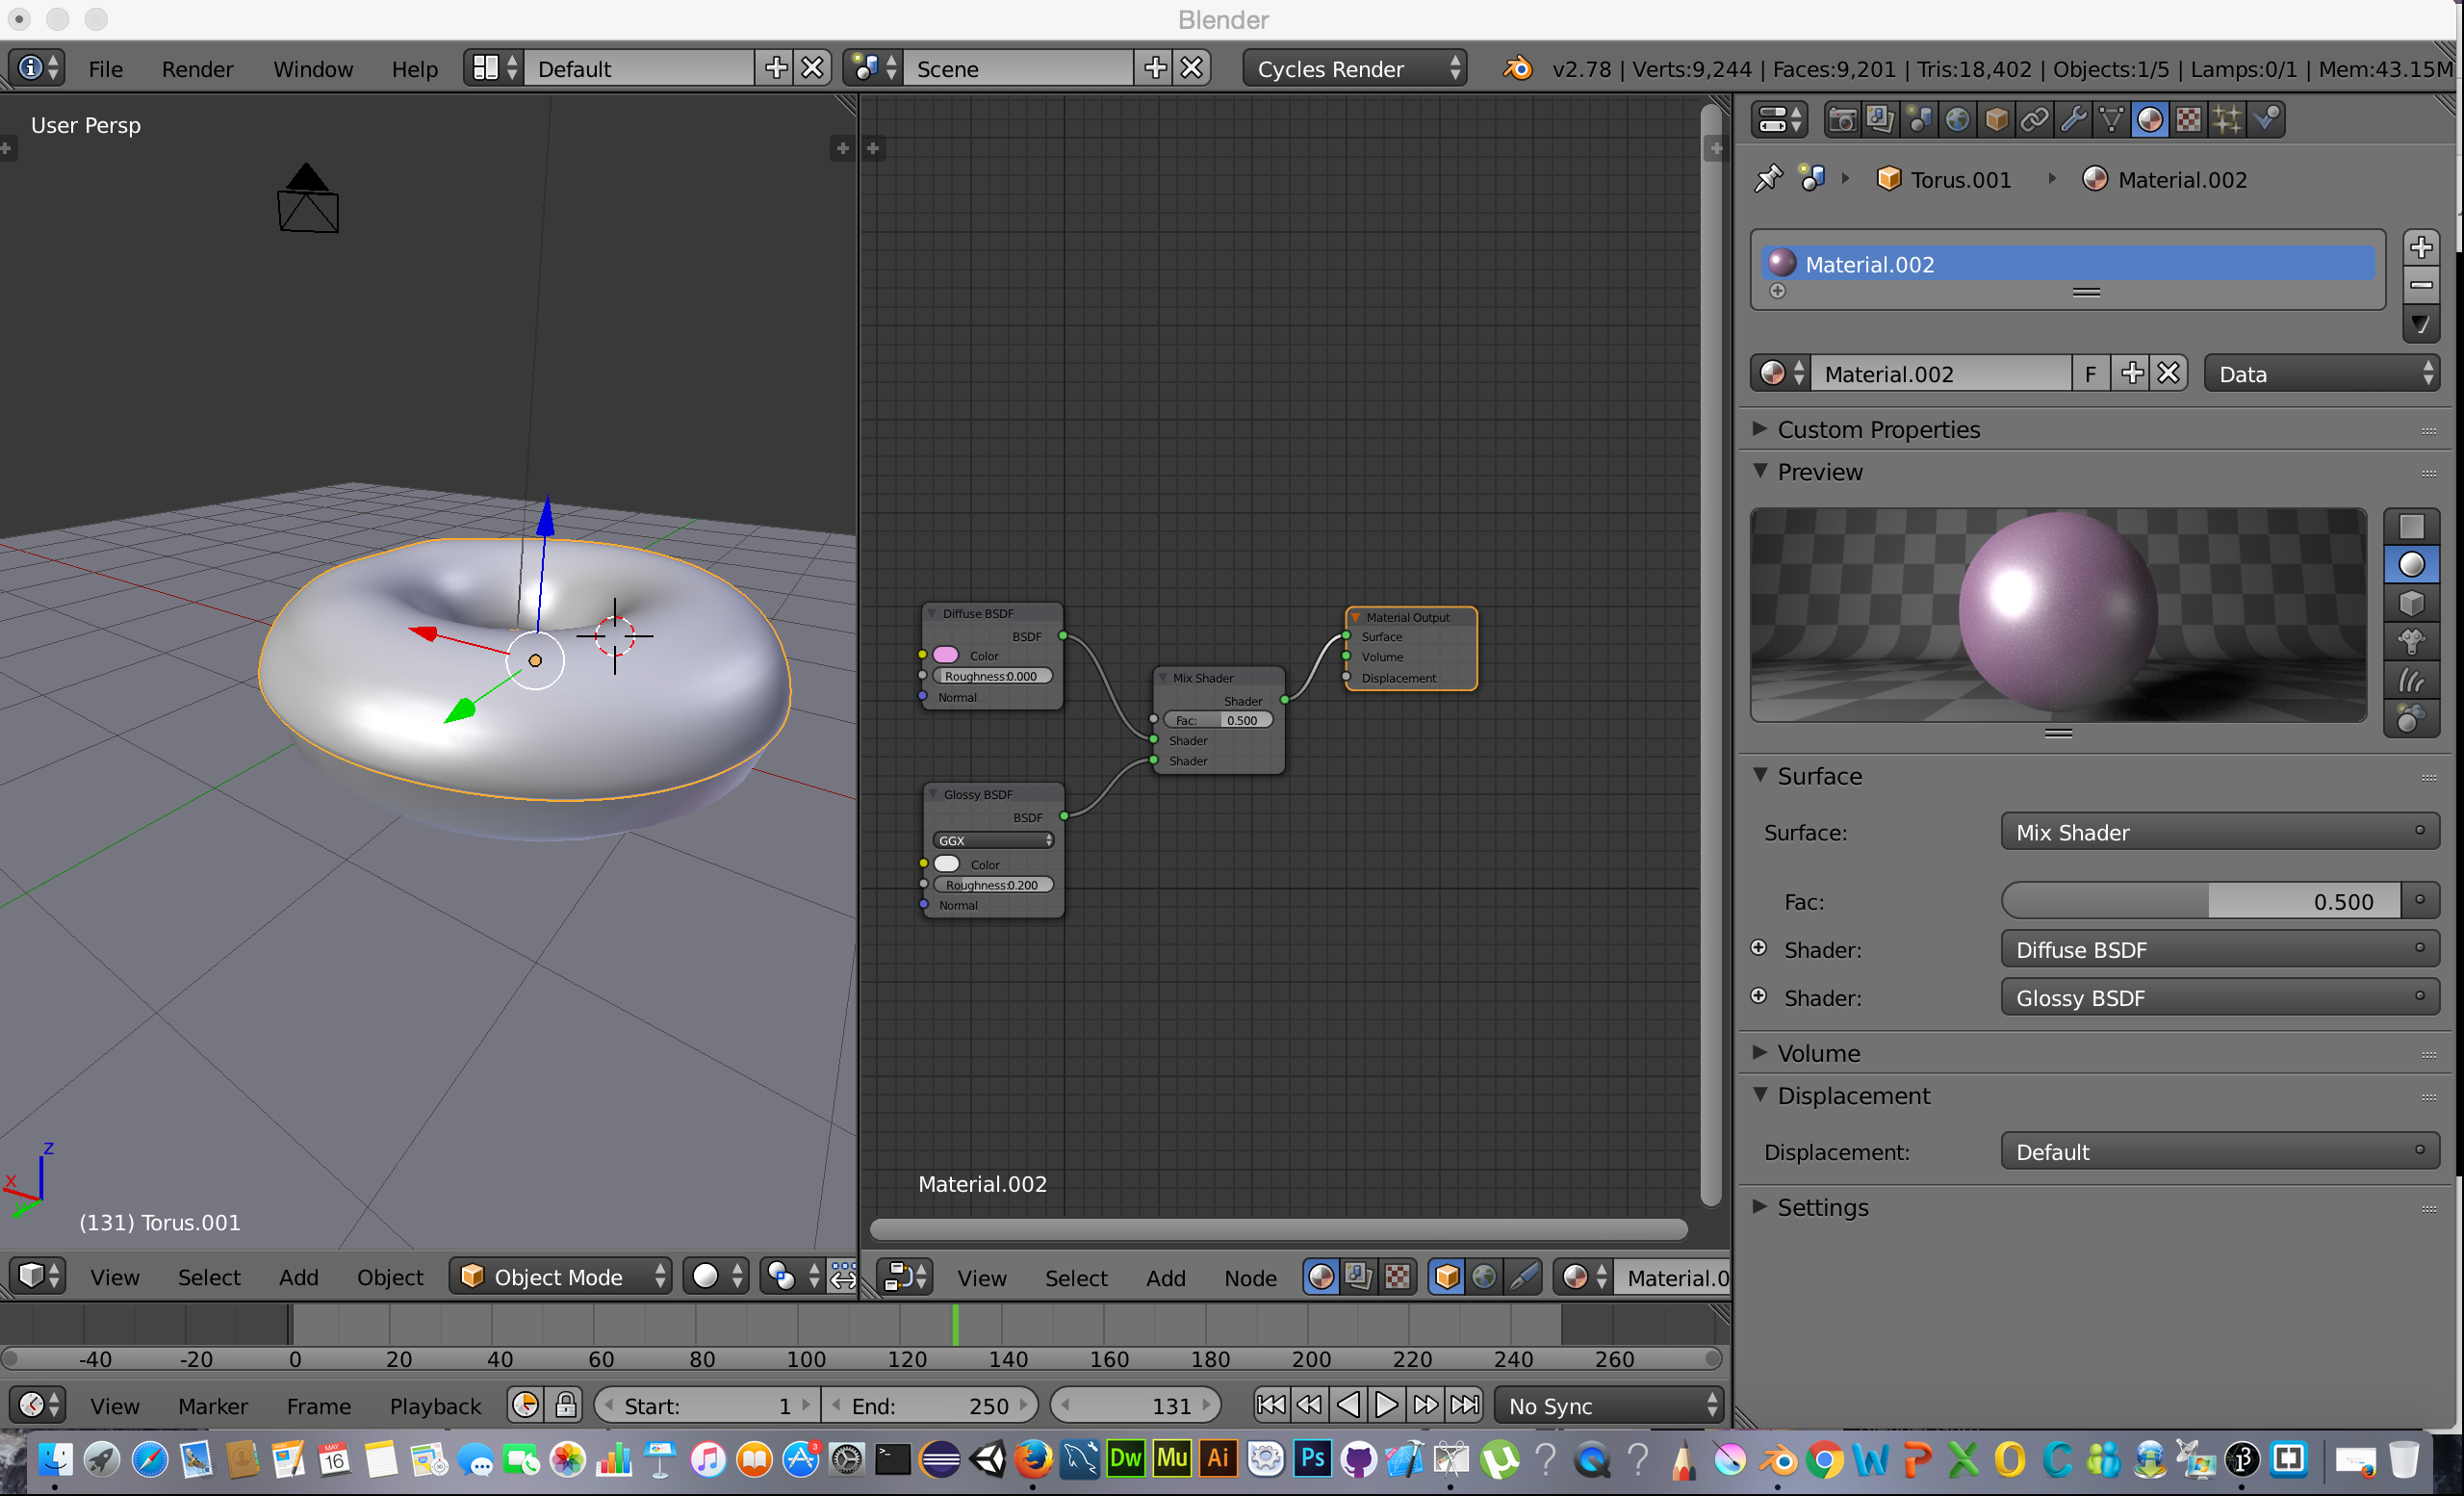 Blender
File Render Window Help Default Scene Cycles Render v2.78 | Verts:9,244 | Faces:9,201 | Tris:18,402 | Objects:1/5 | Lamps:0/1 | Mem:43.15M
User Persp
z
x
y
(131) Torus.001
View Select Add Object Object Mode
Diffuse BSDF
BSDF
Color
Roughness:0.000
Normal
Glossy BSDF
BSDF
GGX
Color
Roughness:0.200
Normal
Mix Shader
Shader
Fac: 0.500
Shader
Shader
Material Output
Surface
Volume
Displacement
Material.002
View Select Add Node Material.0
Torus.001 Material.002
Material.002
Material.002 F Data
Custom Properties
Preview
Surface
Surface: Mix Shader
Fac: 0.500
Shader: Diffuse BSDF
Shader: Glossy BSDF
Volume
Displacement
Displacement: Default
Settings
-40 -20 0 20 40 60 80 100 120 140 160 180 200 220 240 260
View Marker Frame Playback Start: 1 End: 250 131 No Sync
MAY 16 3 Dw Mu Ai Ps